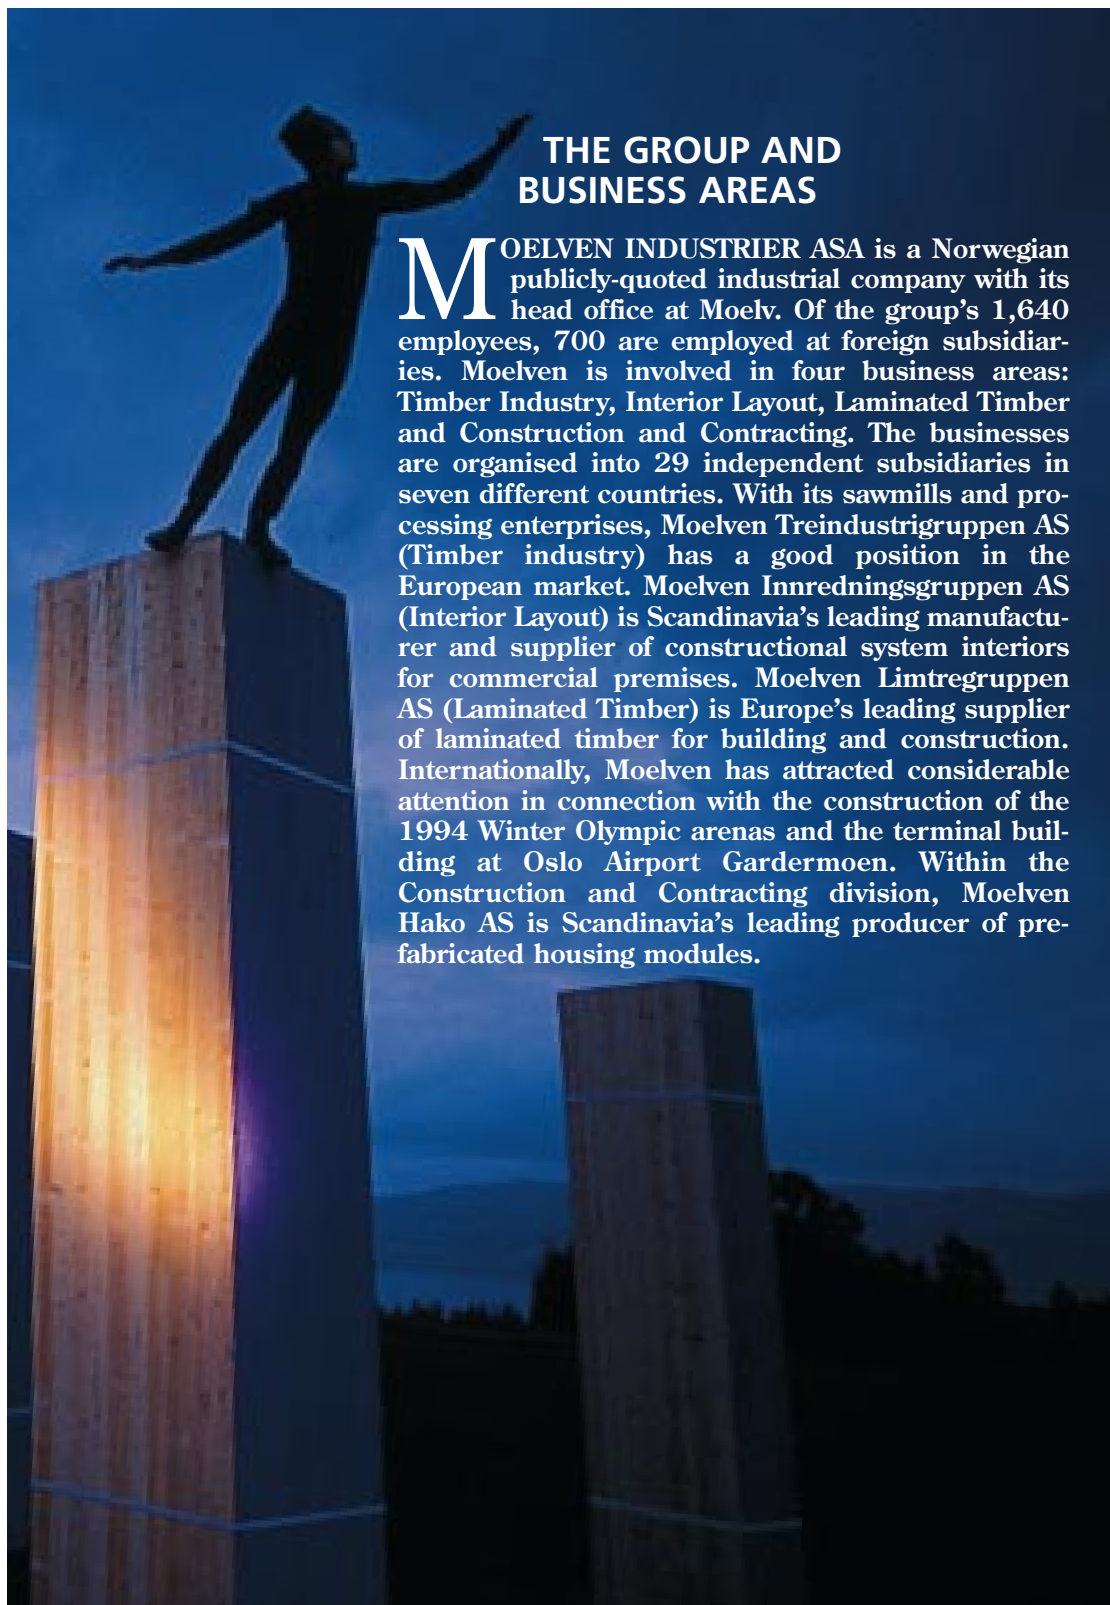 THE GROUP AND
BUSINESS AREAS
MOELVEN INDUSTRIER ASA is a Norwegian
publicly-quoted industrial company with its
head office at Moelv. Of the group's 1,640
employees, 700 are employed at foreign subsidiar-
ies. Moelven is involved in four business areas:
Timber Industry, Interior Layout, Laminated Timber
and Construction and Contracting. The businesses
are organised into 29 independent subsidiaries in
seven different countries. With its sawmills and pro-
cessing enterprises, Moelven Treindustrigruppen AS
(Timber industry) has a good position in the
European market. Moelven Innredningsgruppen AS
(Interior Layout) is Scandinavia's leading manufactu-
rer and supplier of constructional system interiors
for commercial premises. Moelven Limtregruppen
AS (Laminated Timber) is Europe's leading supplier
of laminated timber for building and construction.
Internationally, Moelven has attracted considerable
attention in connection with the construction of the
1994 Winter Olympic arenas and the terminal buil-
ding at Oslo Airport Gardermoen. Within the
Construction and Contracting division, Moelven
Hako AS is Scandinavia's leading producer of pre-
fabricated housing modules.